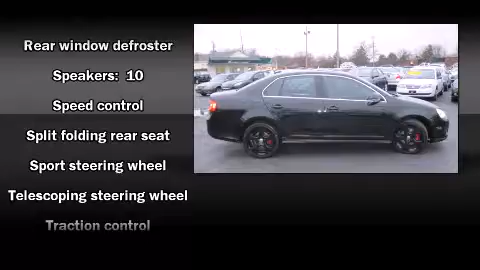 Rear window defroster
Speakers:  10
Speed control
Split folding rear seat
Sport steering wheel
Telescoping steering wheel
Traction control